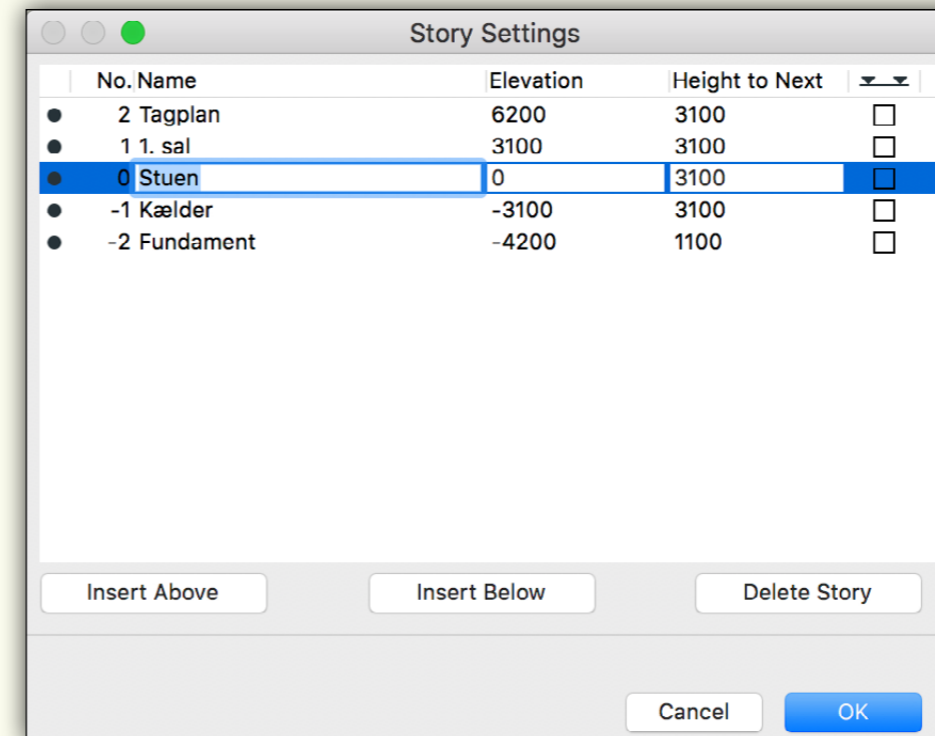 Story Settings
No. Name Elevation Height to Next
2 Tagplan 6200 3100
1 1. sal 3100 3100
0 Stuen 0 3100
-1 Kælder -3100 3100
-2 Fundament -4200 1100
Insert Above Insert Below Delete Story
Cancel OK